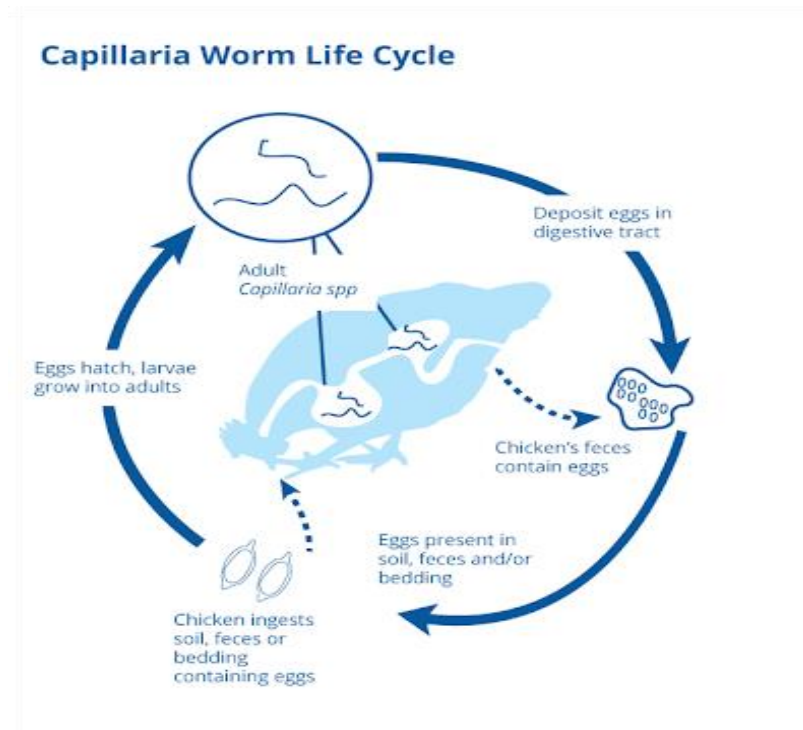 Capillaria Worm Life Cycle
Deposit eggs in
digestive tract
Adult
Capillaria spp
Eggs hatch, larvae
grow into adults
Chicken's feces
contain eggs
Eggs present in
soil, feces and/or
bedding
Chicken ingests
soil, feces or
bedding
containing eggs